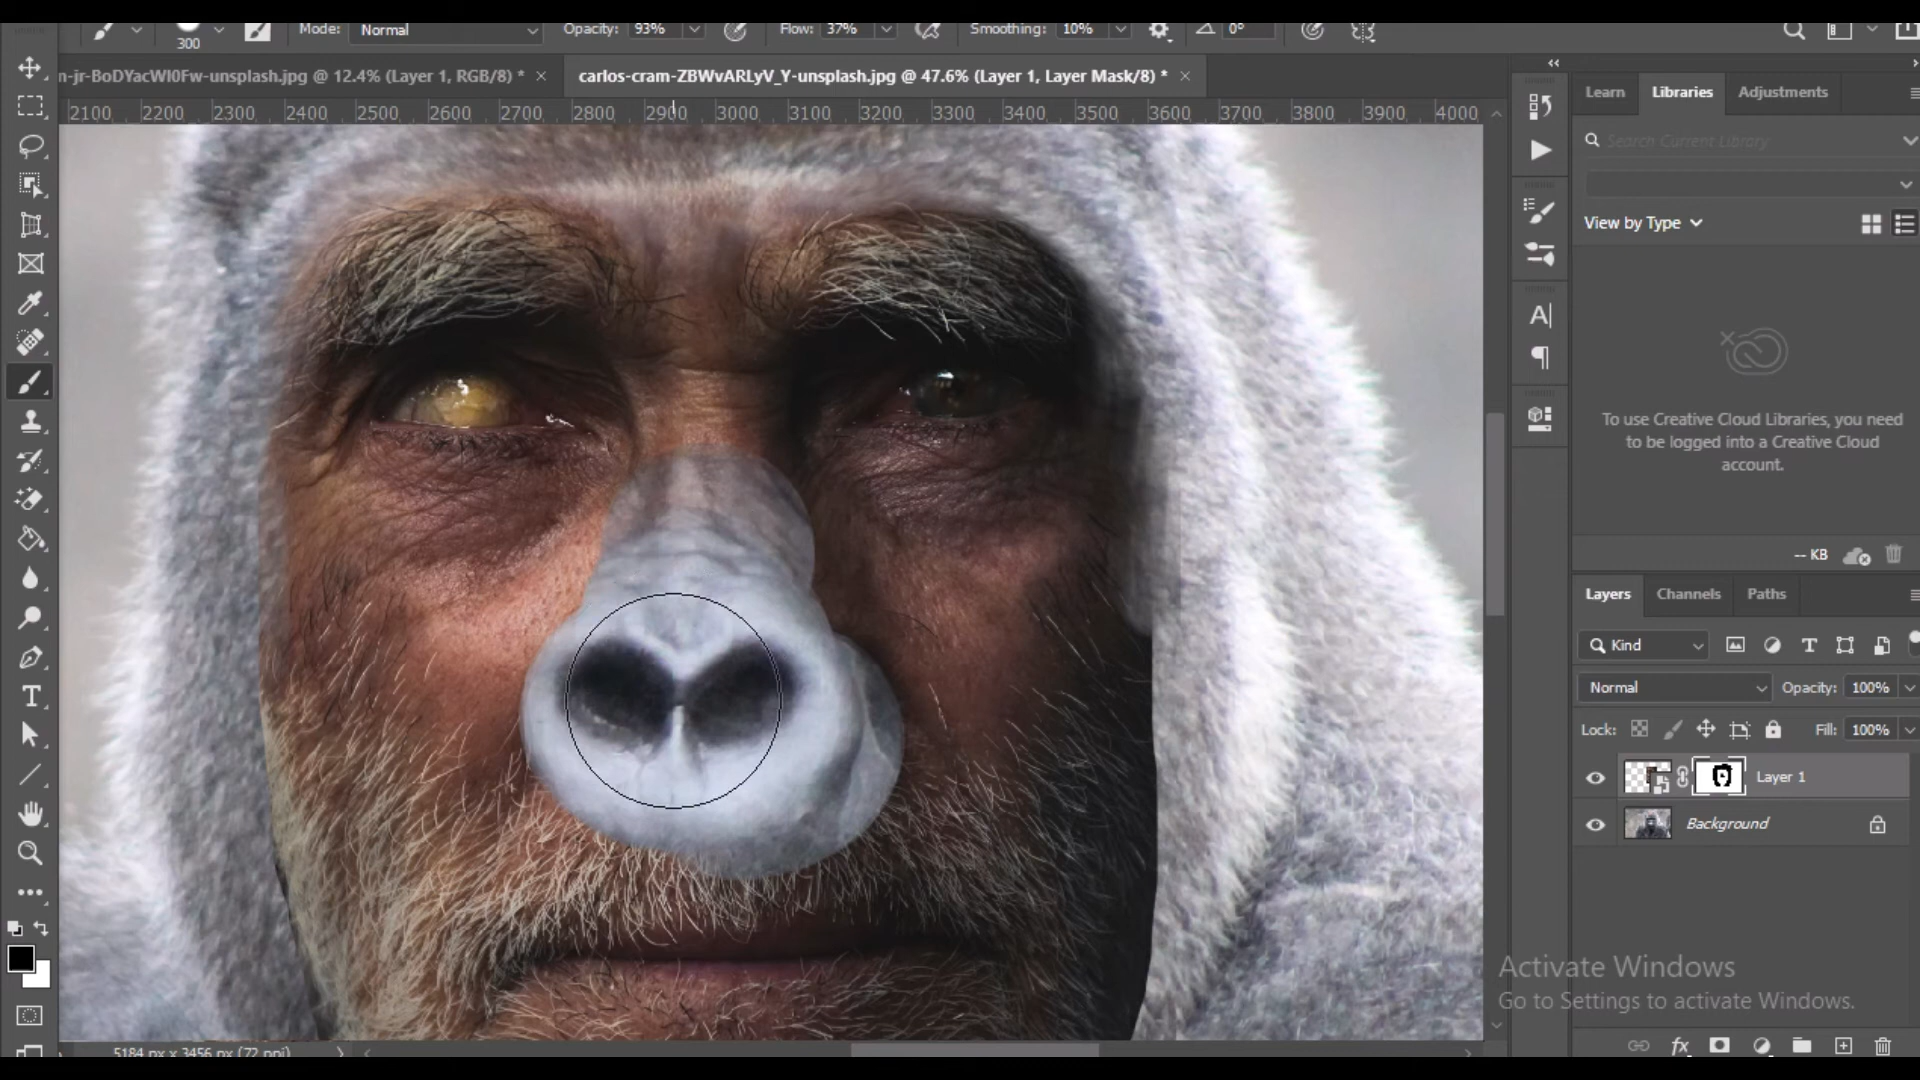 300
Mode: Normal
Opacity: 93%
Flow: 37%
Smoothing: 10%
0°
n-jr-BoDYacWI0Fw-unsplash.jpg @ 12.4% (Layer 1, RGB/8) *
carlos-cram-ZBWvARLyV_Y-unsplash.jpg @ 47.6% (Layer 1, Layer Mask/8) *
2100 2200 2300 2400 2500 2600 2700 2800 2900 3000 3100 3200 3300 3400 3500 3600 3700 3800 3900 4000
Learn Libraries Adjustments
Search Current Library
View by Type
To use Creative Cloud Libraries, you need
to be logged into a Creative Cloud
account.
-- KB
Layers Channels Paths
Kind
Normal
Opacity: 100%
Lock:
Fill: 100%
Layer 1
Background
Activate Windows
Go to Settings to activate Windows.
5184 px x 3456 px (72 ppi)